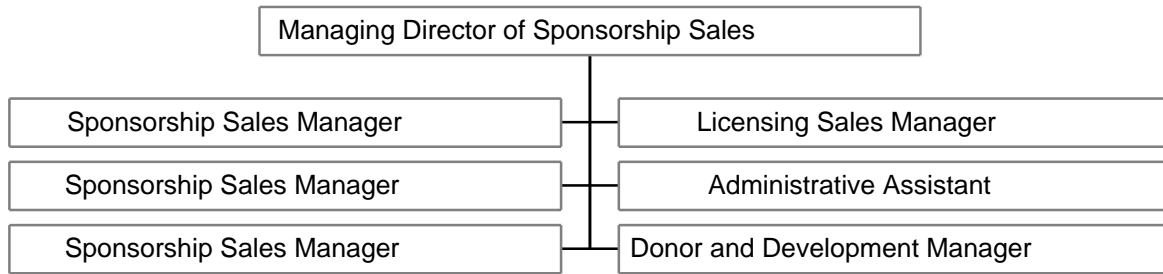 Managing Director of Sponsorship Sales
Sponsorship Sales Manager
Licensing Sales Manager
Sponsorship Sales Manager
Administrative Assistant
Sponsorship Sales Manager
Donor and Development Manager